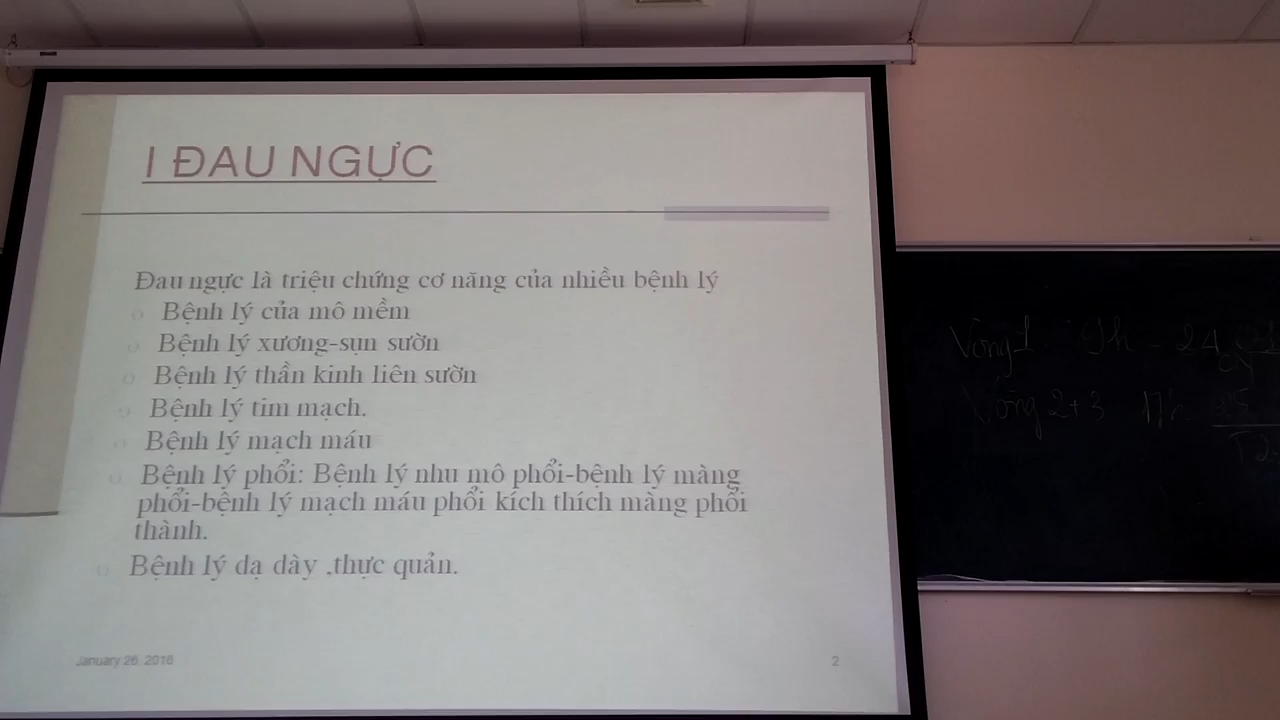 I ĐAU NGỰC
Đau ngực là triệu chứng cơ năng của nhiều bệnh lý
Bệnh lý của mô mềm
Bệnh lý xương-sụn sườn
Bệnh lý thần kinh liên sườn
Bệnh lý tim mạch.
Bệnh lý mạch máu
Bệnh lý phổi: Bệnh lý nhu mô phổi-bệnh lý màng
phổi-bệnh lý mạch máu phổi kích thích màng phổi
thành.
Bệnh lý dạ dày ,thực quản.
January 26, 2016
2
Vòng 1 9h - 24
Vòng 2+3